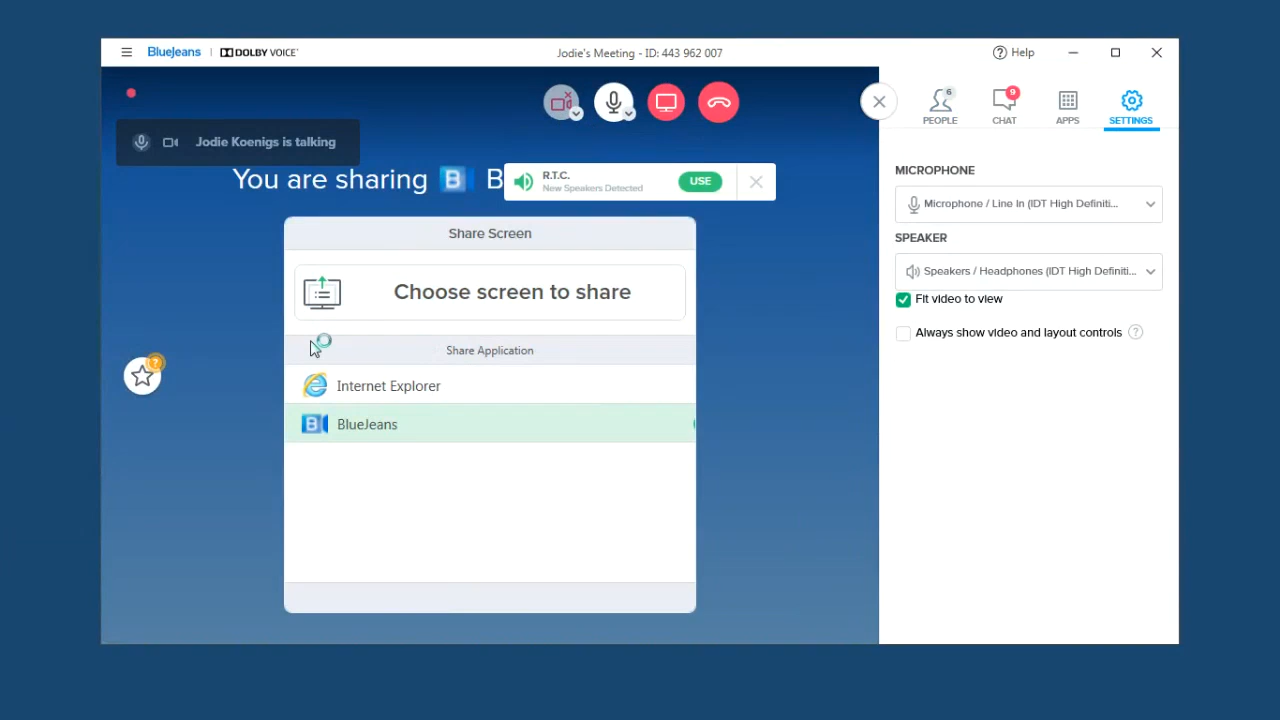 BlueJeans | DOLBY VOICE®
Jodie's Meeting - ID: 443 962 007
Help
Jodie Koenigs is talking
You are sharing B B
R.T.C.
New Speakers Detected
USE
Share Screen
Choose screen to share
Share Application
Internet Explorer
B BlueJeans
?
6
PEOPLE
9
CHAT
APPS
SETTINGS
MICROPHONE
Microphone / Line In (IDT High Definiti...
SPEAKER
Speakers / Headphones (IDT High Definiti...
Fit video to view
Always show video and layout controls ?